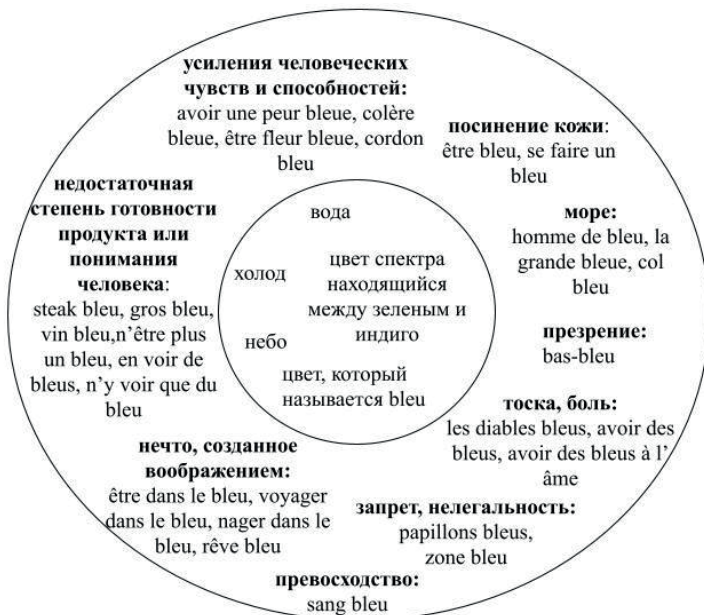 усиления человеческих
чувств и способностей:
avoir une peur bleue, colère
bleue, être fleur bleue, cordon
bleu
посинение кожи:
être bleu, se faire un
bleu
недостаточная
степень готовности
продукта или
понимания
человека:
steak bleu, gros bleu,
vin bleu,n’être plus
un bleu, en voir de
bleus, n’y voir que du
bleu
вода
холод
цвет спектра
находящийся
между зеленым и
индиго
небо
цвет, который
называется bleu
море:
homme de bleu, la
grande bleue, col
bleu
презрение:
bas-bleu
тоска, боль:
les diables bleus, avoir des
bleus, avoir des bleus à l’
âme
нечто, созданное
воображением:
être dans le bleu, voyager
dans le bleu, nager dans le
bleu, rêve bleu
запрет, нелегальность:
papillons bleus,
zone bleu
превосходство:
sang bleu